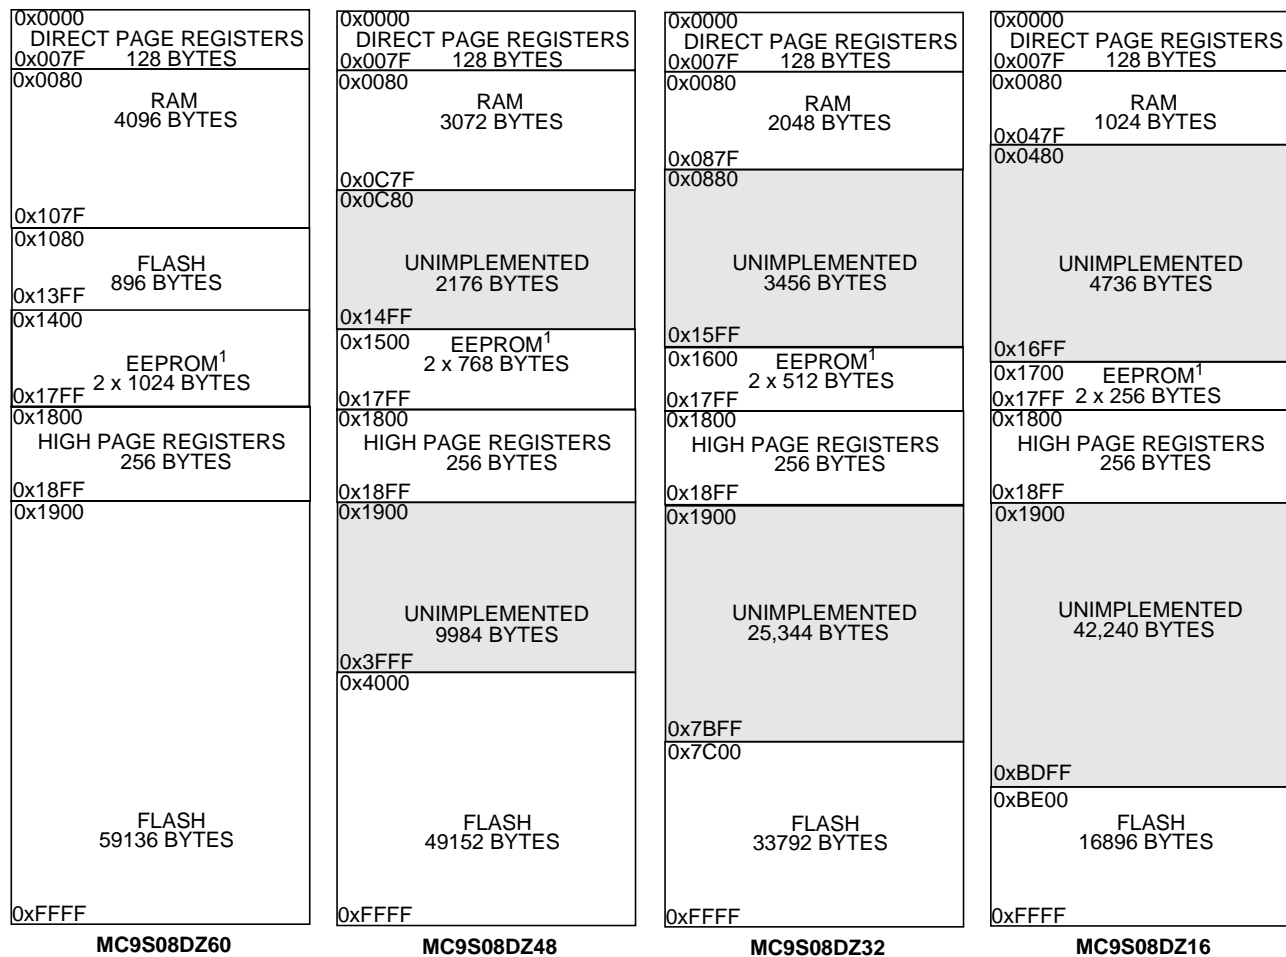 0x0000
DIRECT PAGE REGISTERS
0x007F 128 BYTES
0x0080
RAM
4096 BYTES
0x107F
0x1080
FLASH
896 BYTES
0x13FF
0x1400
EEPROM1
2 x 1024 BYTES
0x17FF
0x1800
HIGH PAGE REGISTERS
256 BYTES
0x18FF
0x1900
FLASH
59136 BYTES
0xFFFF
MC9S08DZ60
0x0000
DIRECT PAGE REGISTERS
0x007F 128 BYTES
0x0080
RAM
3072 BYTES
0x0C7F
0x0C80
UNIMPLEMENTED
2176 BYTES
0x14FF
0x1500 EEPROM1
2 x 768 BYTES
0x17FF
0x1800
HIGH PAGE REGISTERS
256 BYTES
0x18FF
0x1900
UNIMPLEMENTED
9984 BYTES
0x3FFF
0x4000
FLASH
49152 BYTES
0xFFFF
MC9S08DZ48
0x0000
DIRECT PAGE REGISTERS
0x007F 128 BYTES
0x0080
RAM
2048 BYTES
0x087F
0x0880
UNIMPLEMENTED
3456 BYTES
0x15FF
0x1600 EEPROM1
2 x 512 BYTES
0x17FF
0x1800
HIGH PAGE REGISTERS
256 BYTES
0x18FF
0x1900
UNIMPLEMENTED
25,344 BYTES
0x7BFF
0x7C00
FLASH
33792 BYTES
0xFFFF
MC9S08DZ32
0x0000
DIRECT PAGE REGISTERS
0x007F 128 BYTES
0x0080
RAM
1024 BYTES
0x047F
0x0480
UNIMPLEMENTED
4736 BYTES
0x16FF
0x1700 EEPROM1
0x17FF 2 x 256 BYTES
0x1800
HIGH PAGE REGISTERS
256 BYTES
0x18FF
0x1900
UNIMPLEMENTED
42,240 BYTES
0xBDFF
0xBE00
FLASH
16896 BYTES
0xFFFF
MC9S08DZ16